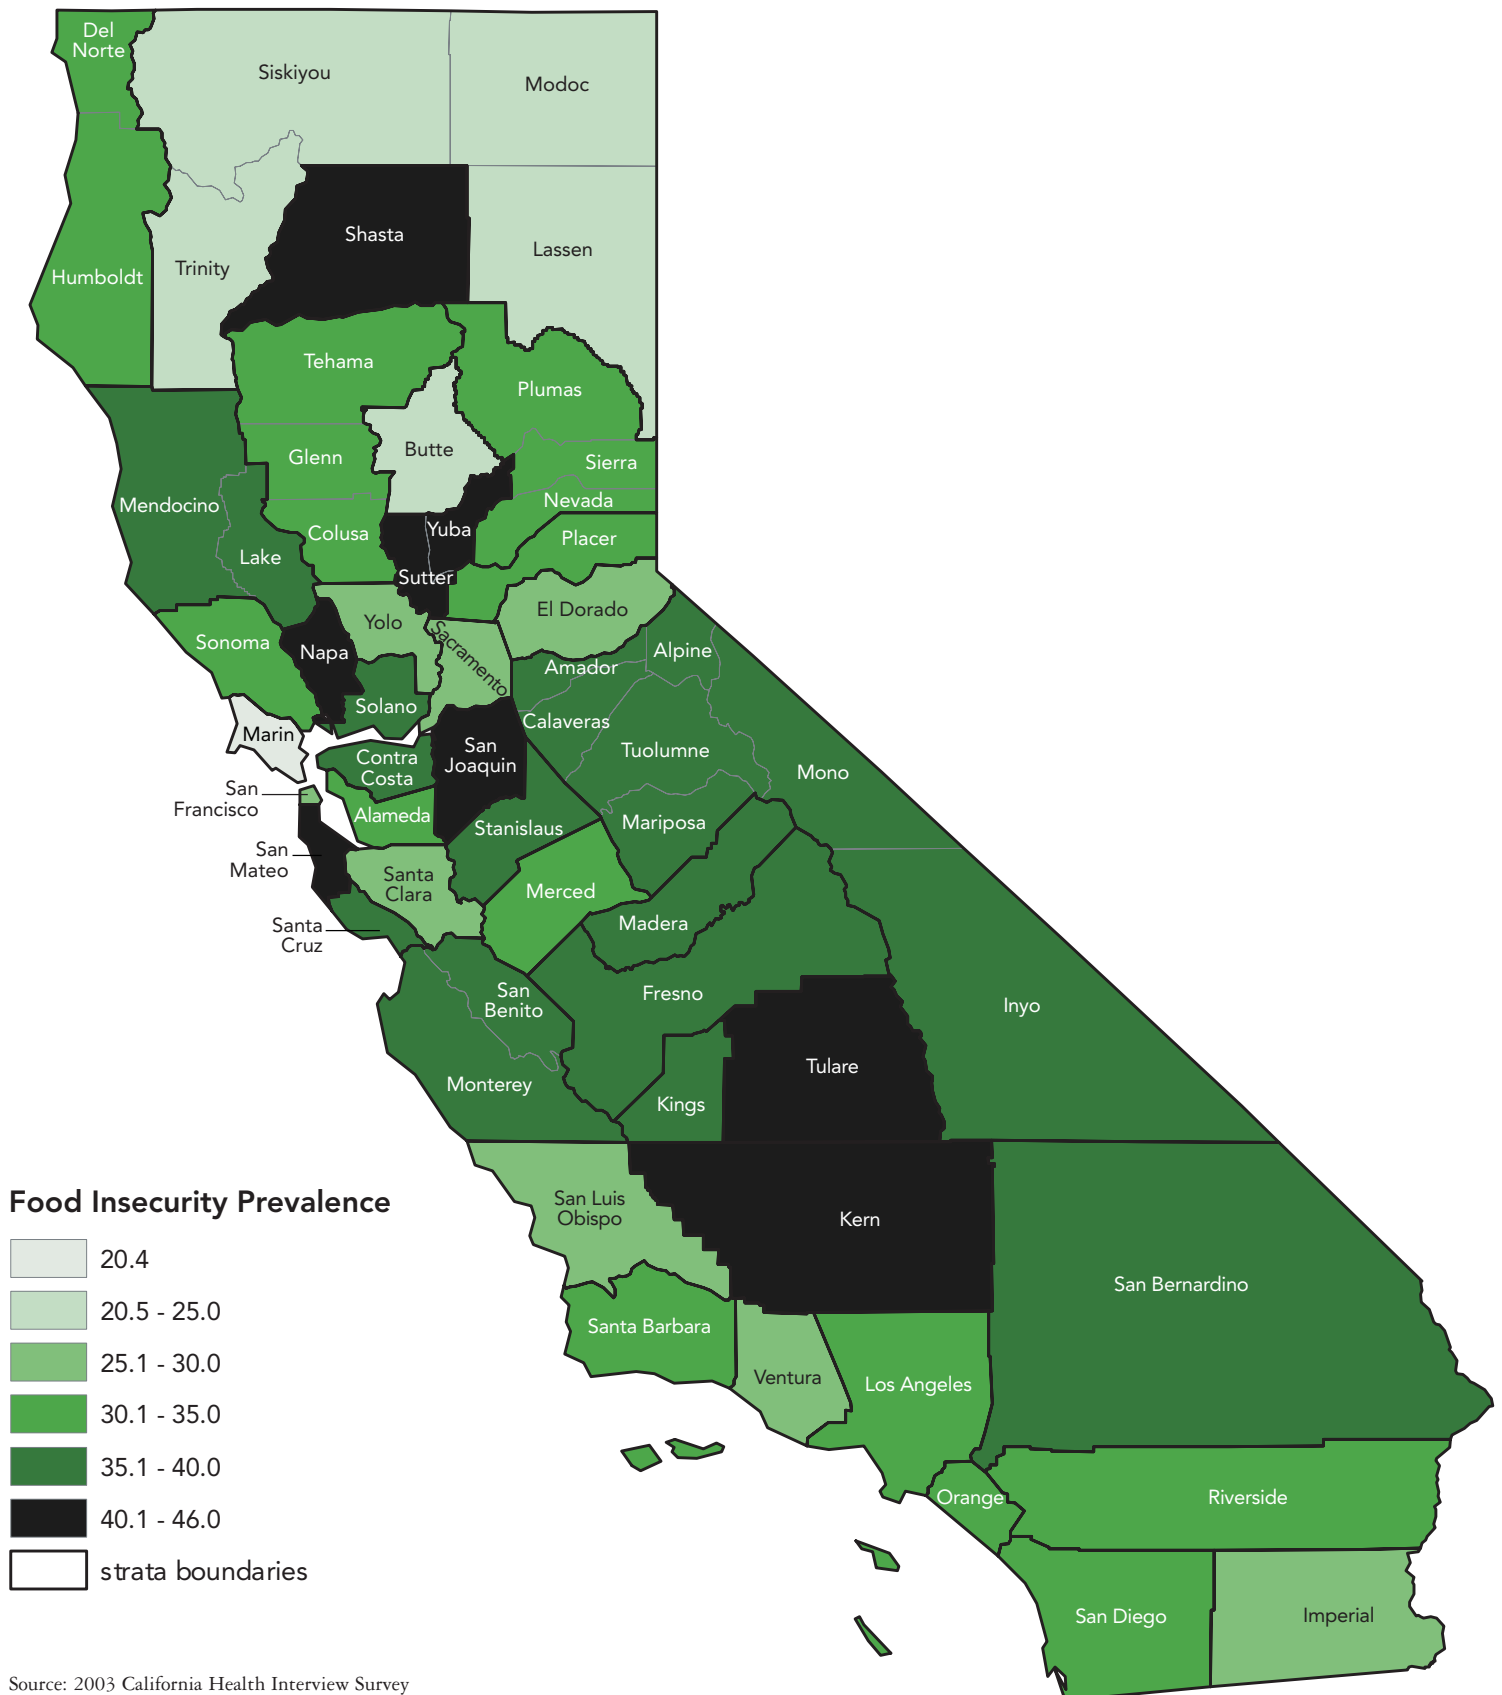 Del
Norte
Siskiyou
Modoc
Shasta
Lassen
Trinity
Humboldt
Tehama
Plumas
Butte
Glenn
Sierra
Nevada
Mendocino
Colusa
Yuba
Placer
Lake
Sutter
El Dorado
Yolo
Sacramento
Sonoma
Napa
Alpine
Amador
Solano
Calaveras
Marin
San
Joaquin
Tuolumne
Contra
Costa
Mono
San
Francisco
Alameda
Stanislaus
Mariposa
San
Mateo
Santa
Clara
Merced
Santa
Cruz
Madera
San
Benito
Fresno
Inyo
Tulare
Monterey
Kings
San Luis
Obispo
Kern
San Bernardino
Santa Barbara
Ventura
Los Angeles
Orange
Riverside
San Diego
Imperial
Food Insecurity Prevalence
20.4
20.5 - 25.0
25.1 - 30.0
30.1 - 35.0
35.1 - 40.0
40.1 - 46.0
strata boundaries
Source: 2003 California Health Interview Survey